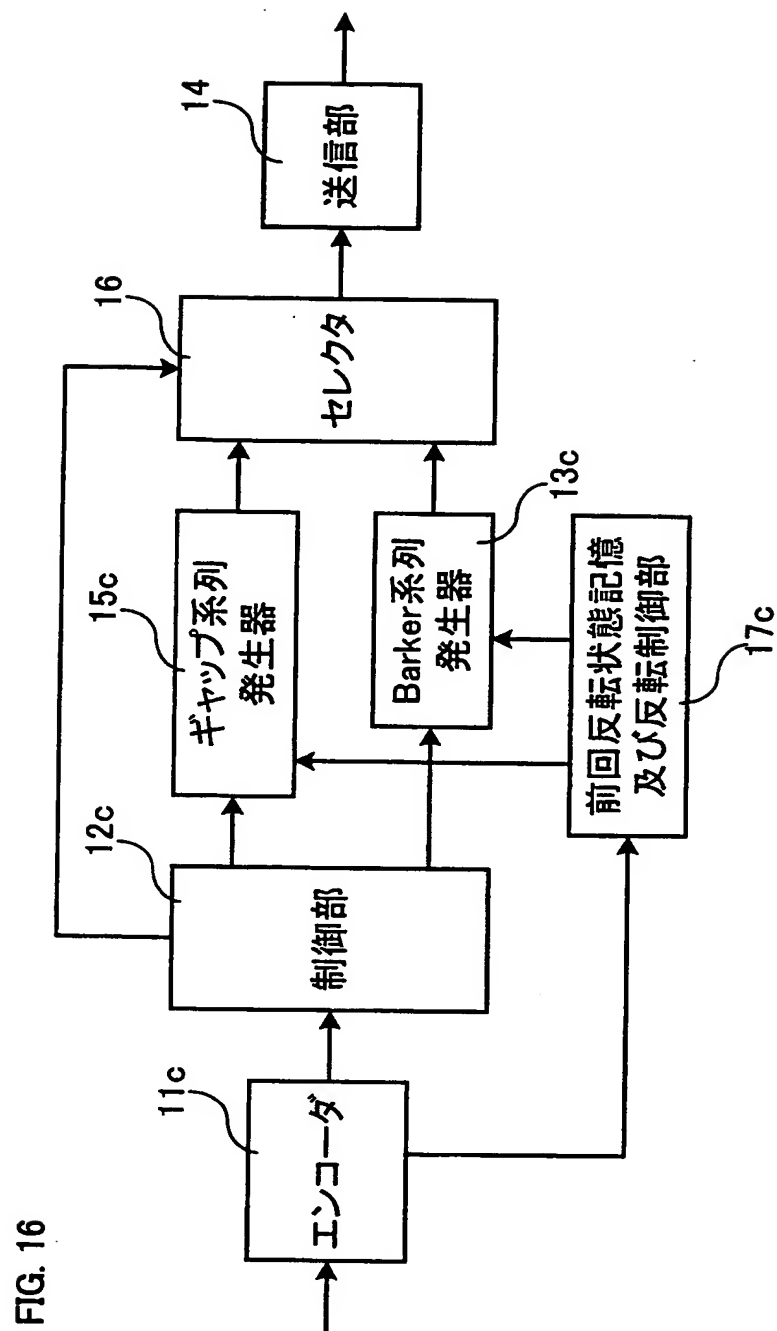 FIG. 16
11c
エンコーダ
12c
制御部
15c
ギャップ系列
発生器
Barker系列
発生器
13c
前回反転状態記憶
及び反転制御部
17c
16
セレクタ
14
送信部